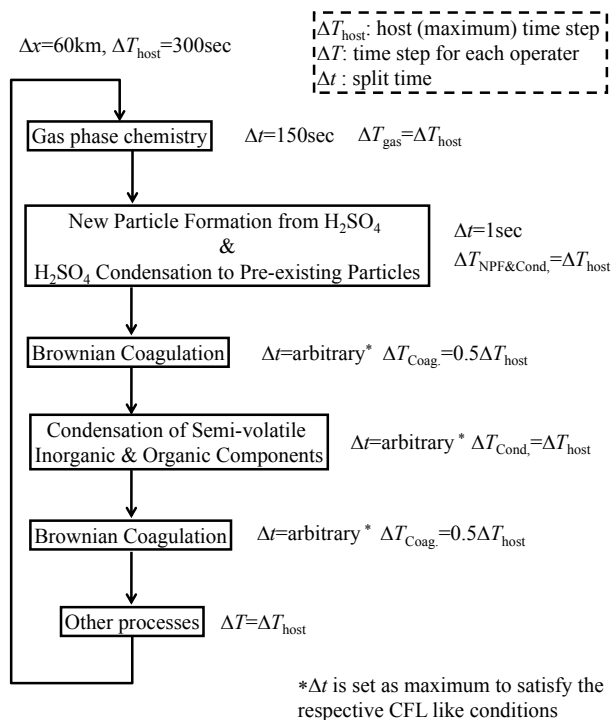 Δx=60km, ΔT_host=300sec
ΔT_host: host (maximum) time step
ΔT: time step for each operater
Δt : split time
Gas phase chemistry
Δt=150sec ΔT_gas=ΔT_host
New Particle Formation from H₂SO₄
&
H₂SO₄ Condensation to Pre-existing Particles
Δt=1sec
ΔT_NPF&Cond,=ΔT_host
Brownian Coagulation
Δt=arbitrary* ΔT_Coag.=0.5ΔT_host
Condensation of Semi-volatile
Inorganic & Organic Components
Δt=arbitrary * ΔT_Cond,=ΔT_host
Brownian Coagulation
Δt=arbitrary * ΔT_Coag.=0.5ΔT_host
Other processes
ΔT=ΔT_host
*Δt is set as maximum to satisfy the
respective CFL like conditions